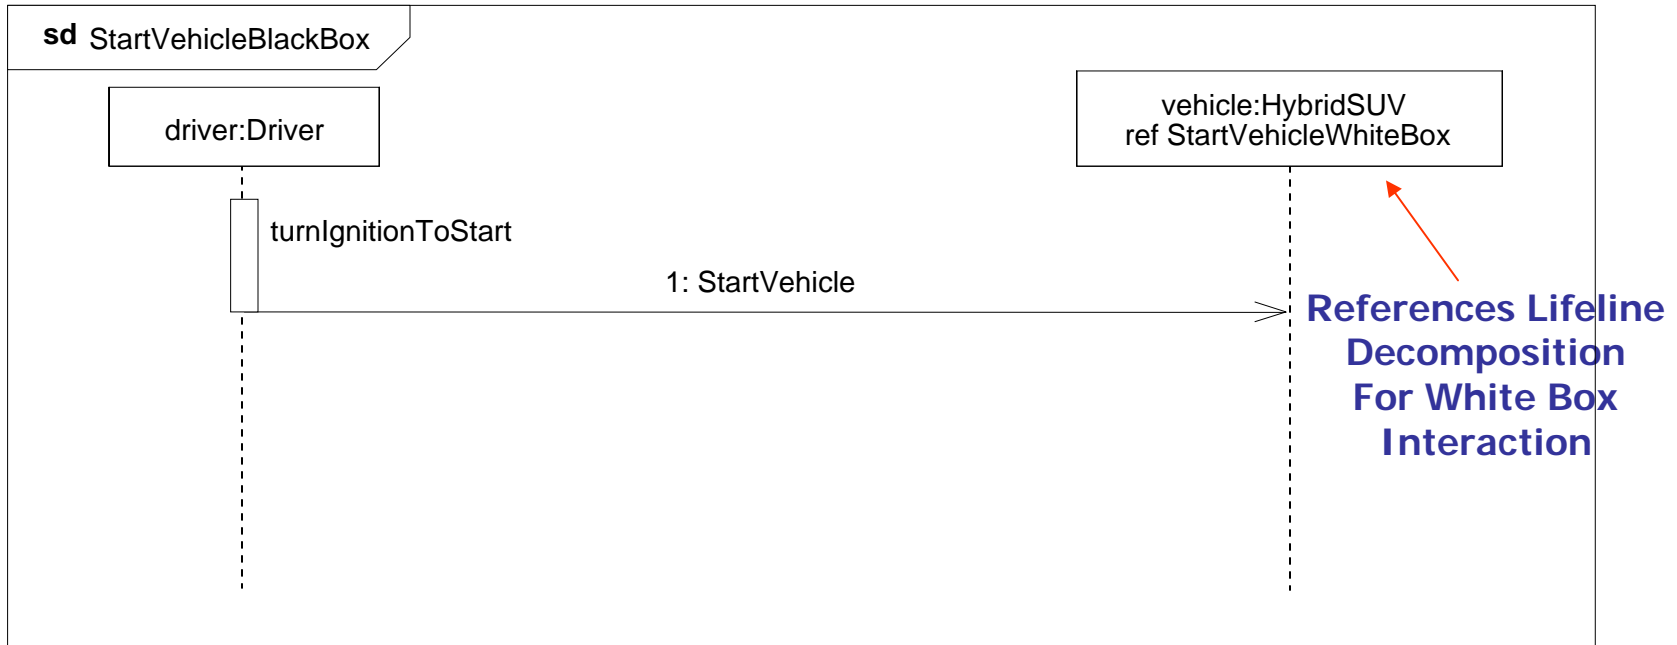 sd StartVehicleBlackBox
driver:Driver
vehicle:HybridSUV
ref StartVehicleWhiteBox
turnIgnitionToStart
1: StartVehicle
References Lifeline
Decomposition
For White Box
Interaction